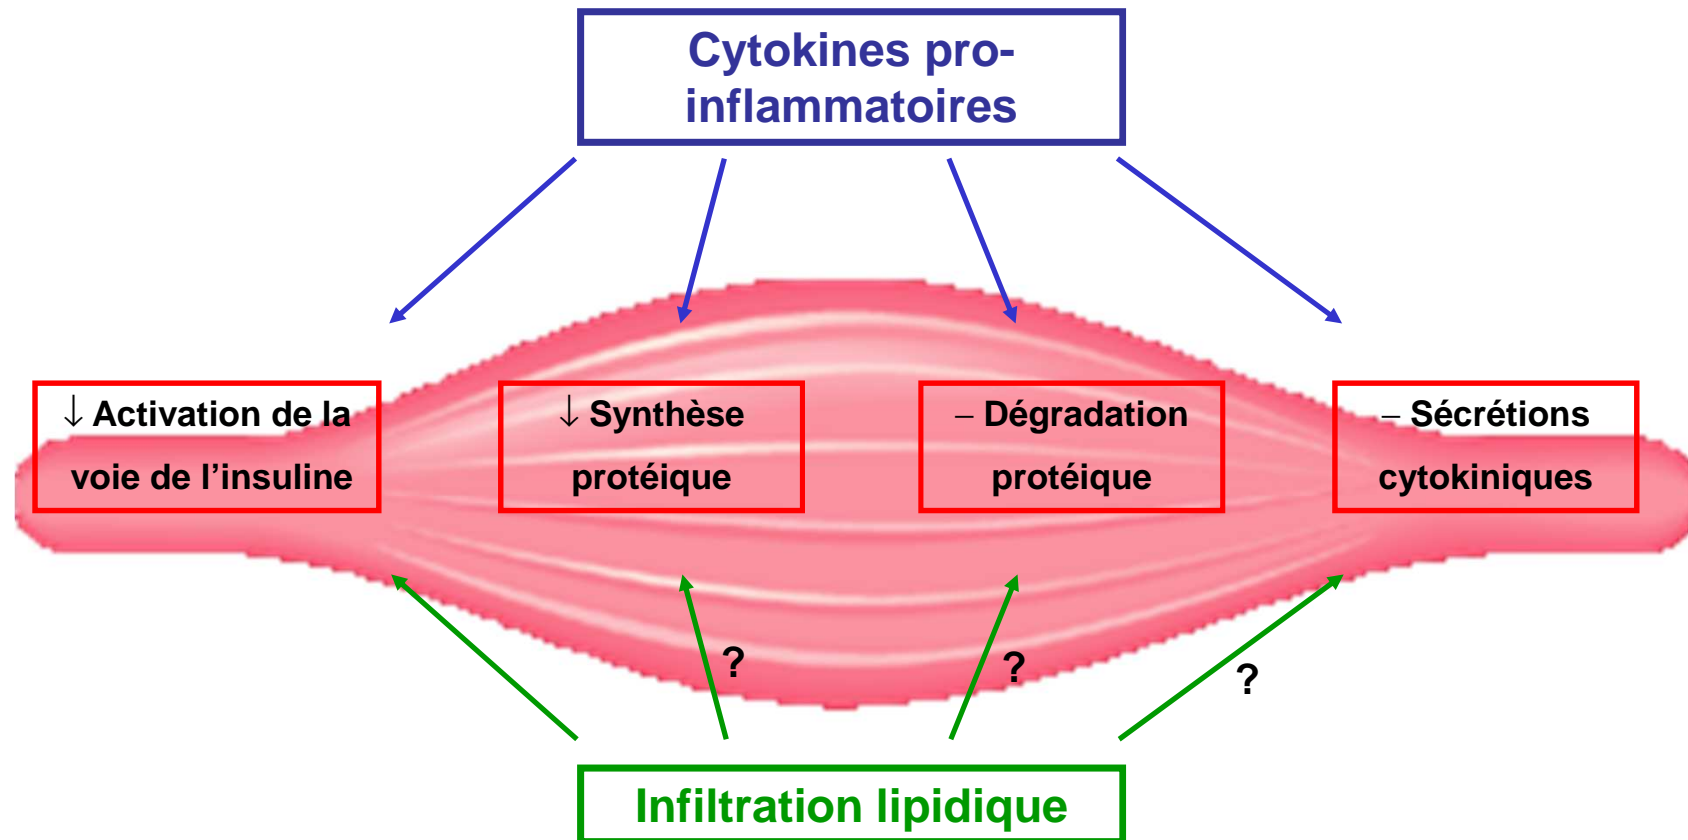 Cytokines pro-
inflammatoires
↓ Activation de la
voie de l’insuline
↓ Synthèse
protéique
– Dégradation
protéique
– Sécrétions
cytokiniques
?
?
?
Infiltration lipidique